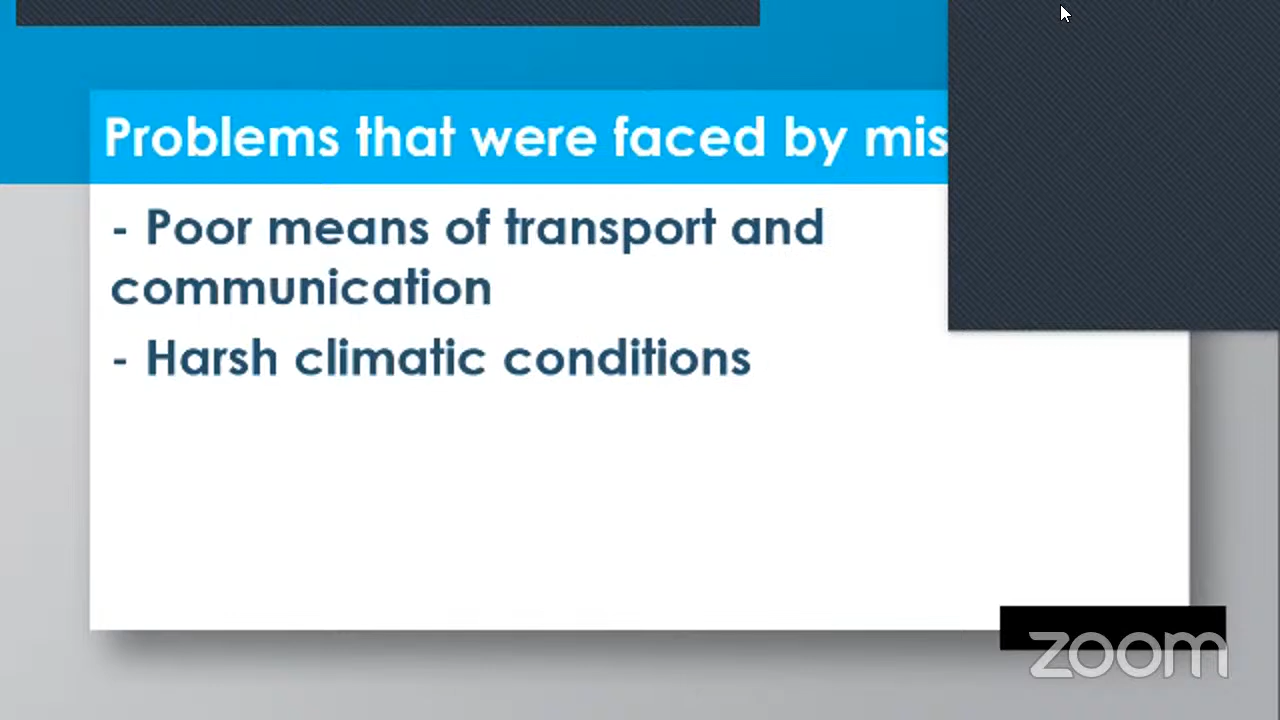 Problems that were faced by mis
- Poor means of transport and
communication
- Harsh climatic conditions
zoom